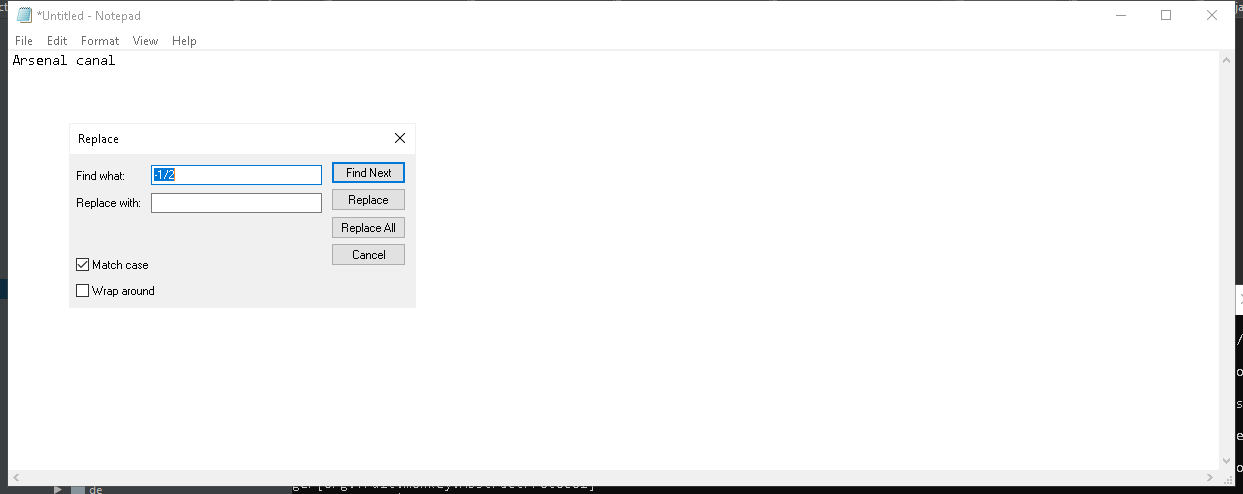 *Untitled - Notepad
File Edit Format View Help
Arsenal canal
Replace
Find what: -1/2 Find Next
Replace with: Replace
Replace All
Cancel
Match case
Wrap around
de